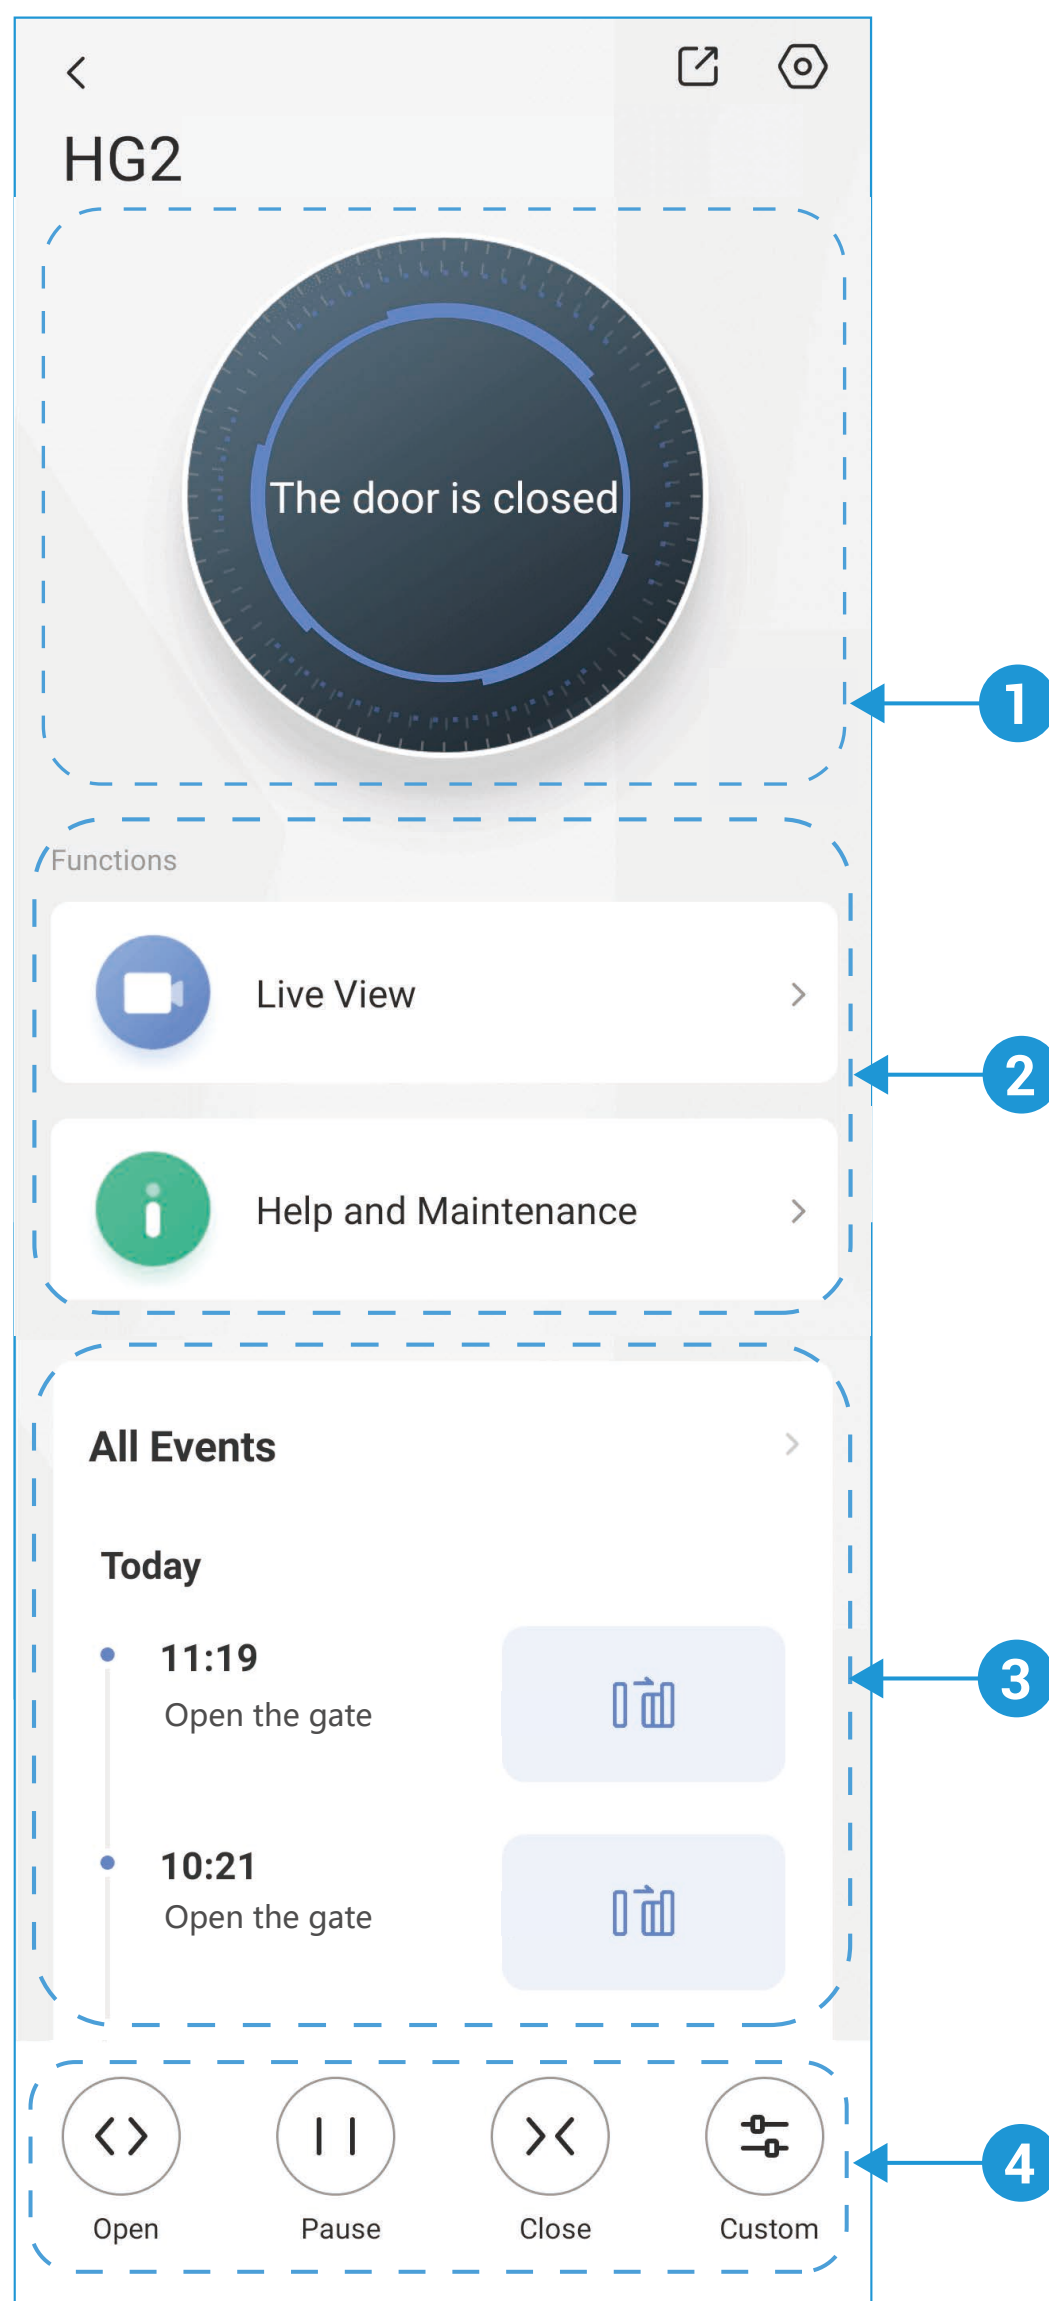 HG2
The door is closed
1
Functions
Live View
2
Help and Maintenance
All Events
Today
11:19
Open the gate
3
10:21
Open the gate
4
Open Pause Close Custom